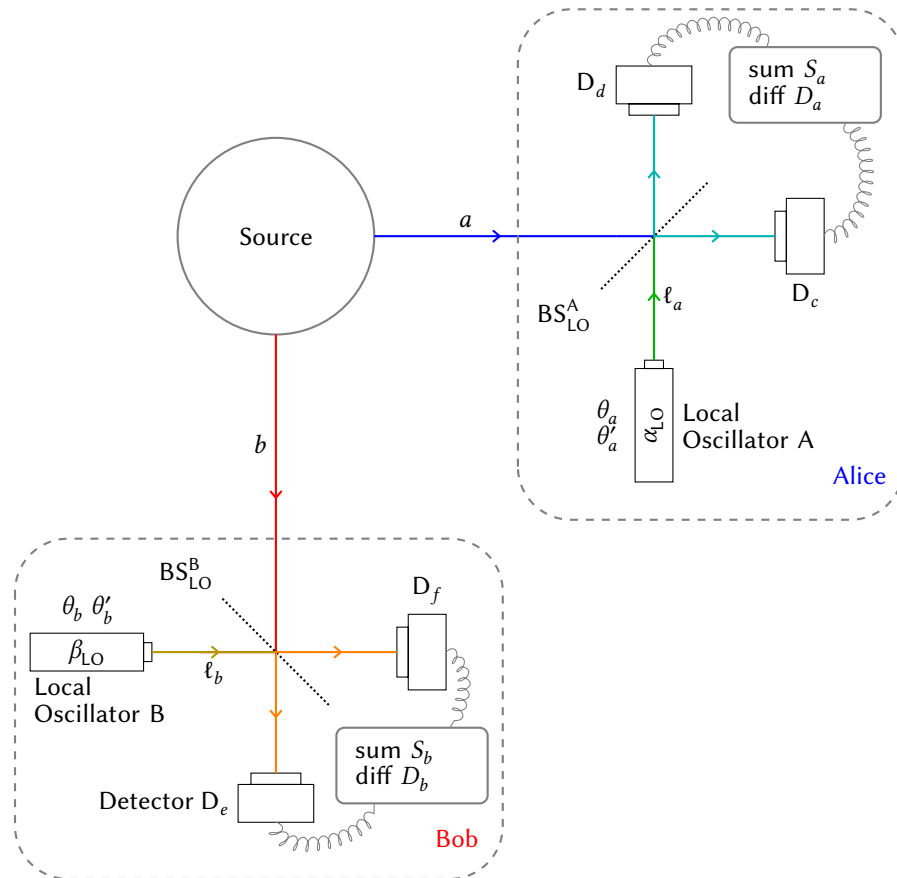 D_d
sum S_a
diff D_a
a
Source
D_c
BS^A_LO
ℓ_a
θ_a
θ′_a
α_LO
Local
Oscillator A
Alice
b
BS^B_LO
D_f
θ_b θ′_b
β_LO
ℓ_b
Local
Oscillator B
sum S_b
diff D_b
Detector D_e
Bob